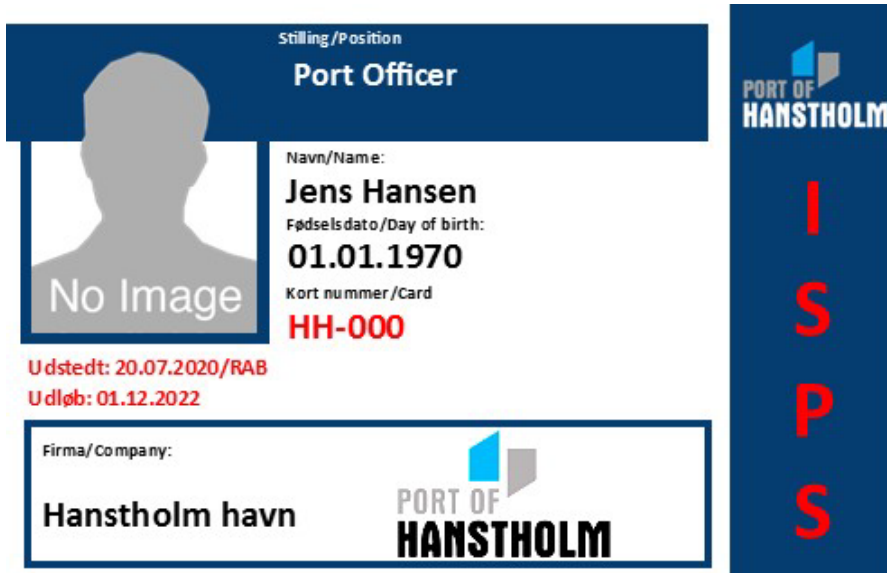 Stilling/Position
Port Officer
Navn/Name:
Jens Hansen
Fødselsdato/Day of birth:
01.01.1970
Kort nummer/Card
HH-000
No Image
Udstedt: 20.07.2020/RAB
Udløb: 01.12.2022
Firma/Company:
Hanstholm havn
PORT OF
HANSTHOLM
PORT OF
HANSTHOLM
I
S
P
S